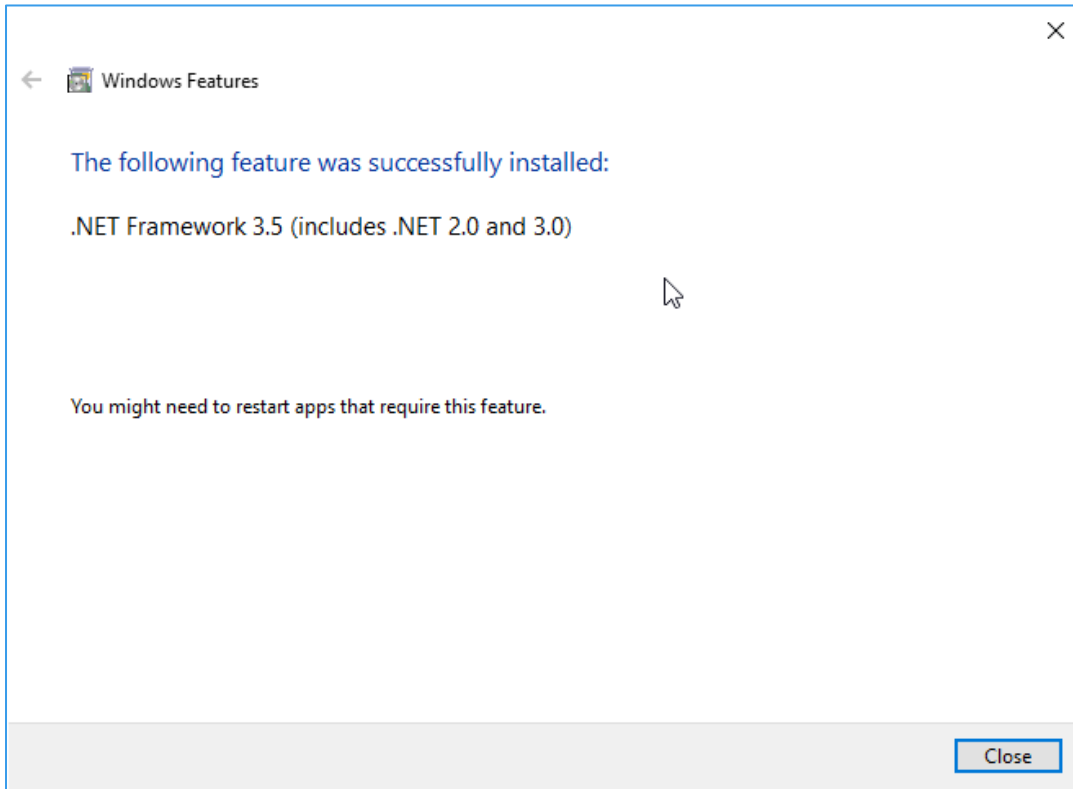 Windows Features
The following feature was successfully installed:
.NET Framework 3.5 (includes .NET 2.0 and 3.0)
You might need to restart apps that require this feature.
Close